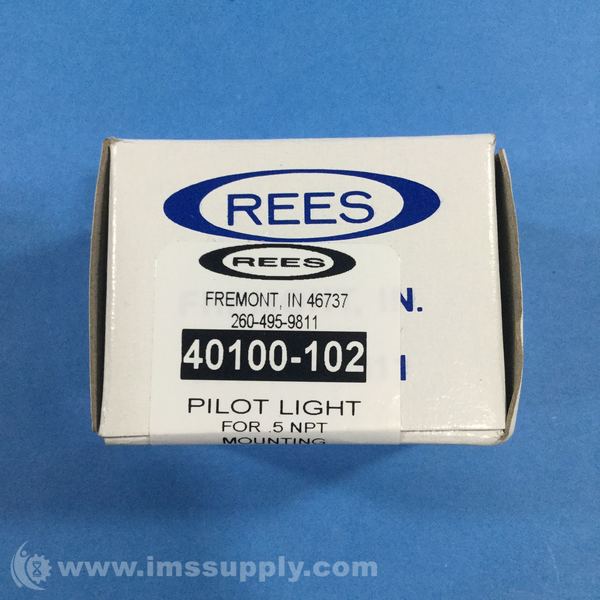 REES
REES
FREMONT, IN 46737
IN.
260-495-9811
40100-102
PILOT LIGHT
FOR .5 NPT
MOUNTING
www.imssupply.com